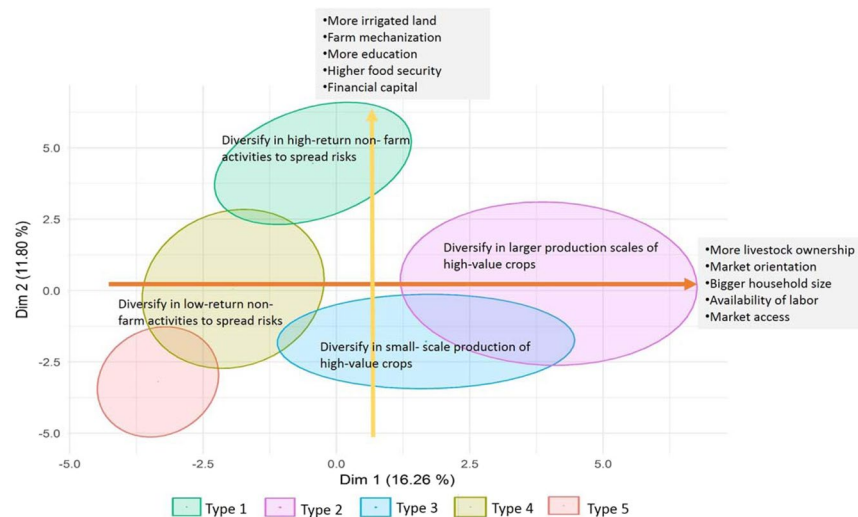 •More irrigated land
•Farm mechanization
•More education
•Higher food security
•Financial capital
Diversify in high-return non- farm
activities to spread risks
Diversify in larger production scales of
high-value crops
•More livestock ownership
•Market orientation
•Bigger household size
•Availability of labor
•Market access
Diversify in low-return non-
farm activities to spread risks
Diversify in small- scale production of
high-value crops
Dim 2 (11.80 %)
5.0
2.5
0.0
-2.5
-5.0
-5.0
-2.5
0.0
2.5
5.0
Dim 1 (16.26 %)
Type 1
Type 2
Type 3
Type 4
Type 5